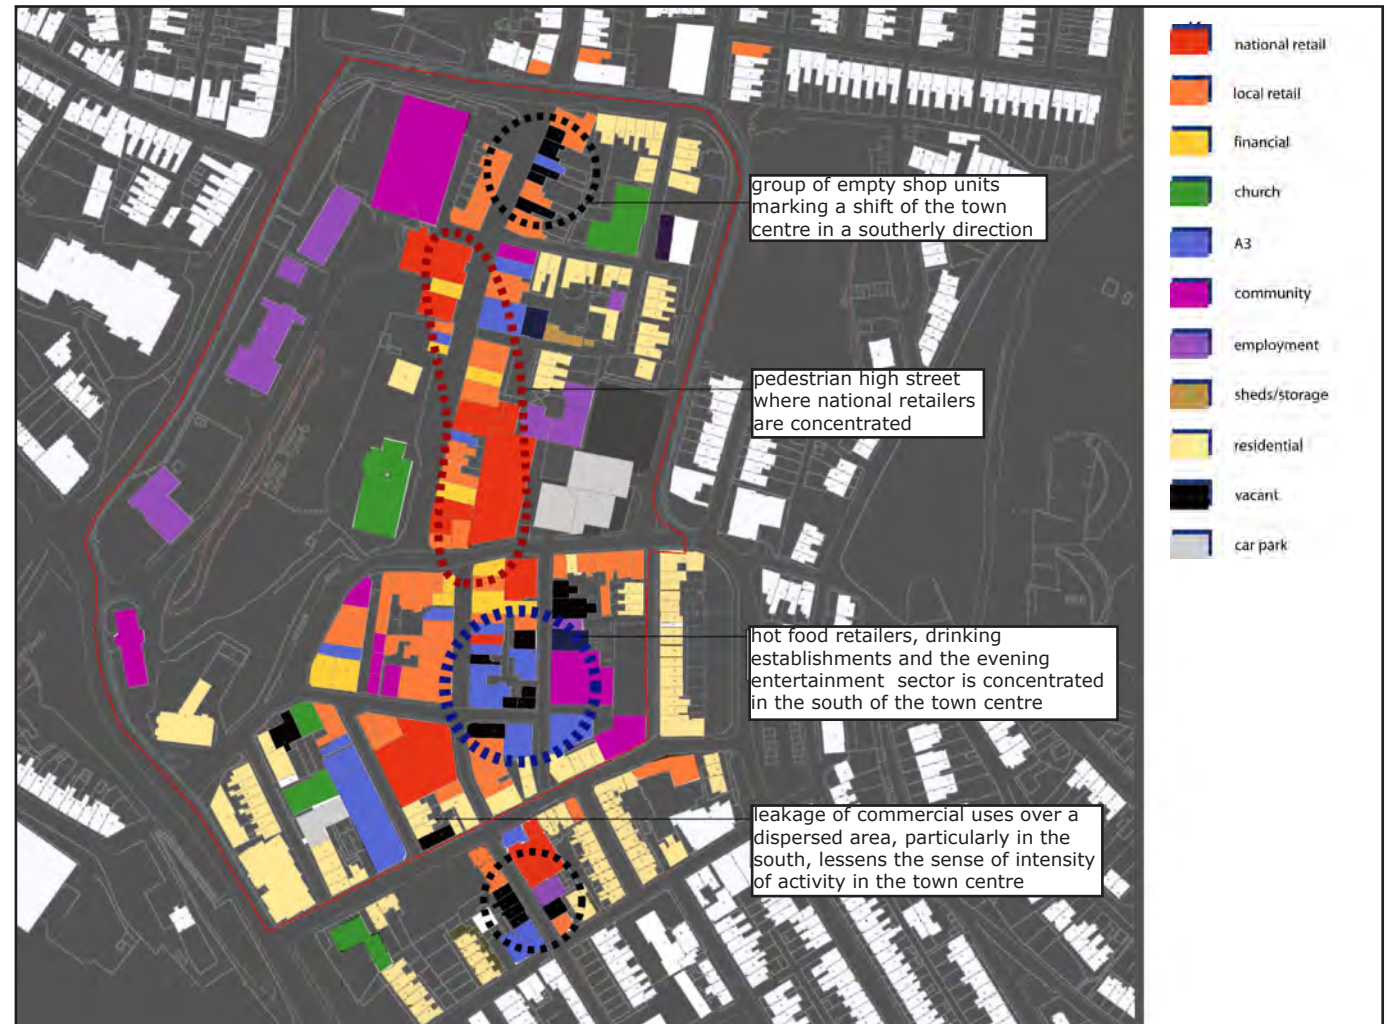 national retail
local retail
financial
church
A3
community
employment
sheds/storage
residential
vacant
car park
group of empty shop units
marking a shift of the town
centre in a southerly direction
pedestrian high street
where national retailers
are concentrated
hot food retailers, drinking
establishments and the evening
entertainment sector is concentrated
in the south of the town centre
leakage of commercial uses over a
dispersed area, particularly in the
south, lessens the sense of intensity
of activity in the town centre